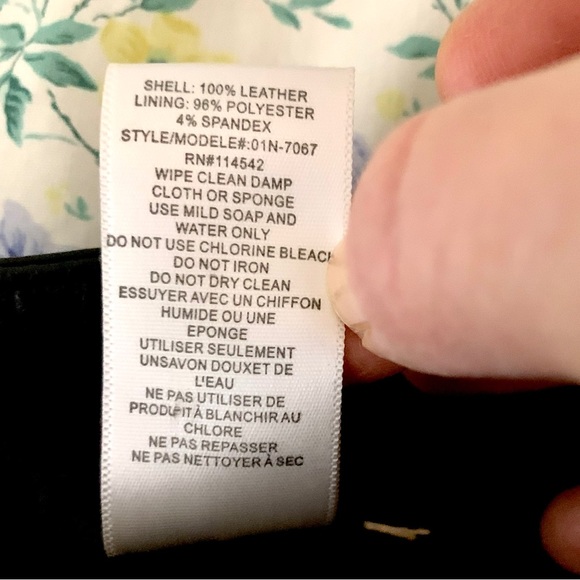 SHELL: 100% LEATHER
LINING: 96% POLYESTER
4% SPANDEX
STYLE/MODELE#:01N-7067
RN#114542
WIPE CLEAN DAMP
CLOTH OR SPONGE
USE MILD SOAP AND
WATER ONLY
DO NOT USE CHLORINE BLEACH
DO NOT IRON
DO NOT DRY CLEAN
ESSUYER AVEC UN CHIFFON
HUMIDE OU UNE
EPONGE
UTILISER SEULEMENT
UNSAVON DOUXET DE
L'EAU
NE PAS UTILISER DE
PRODUIT À BLANCHIR AU
CHLORE
NE PAS REPASSER
NE PAS NETTOYER À SEC